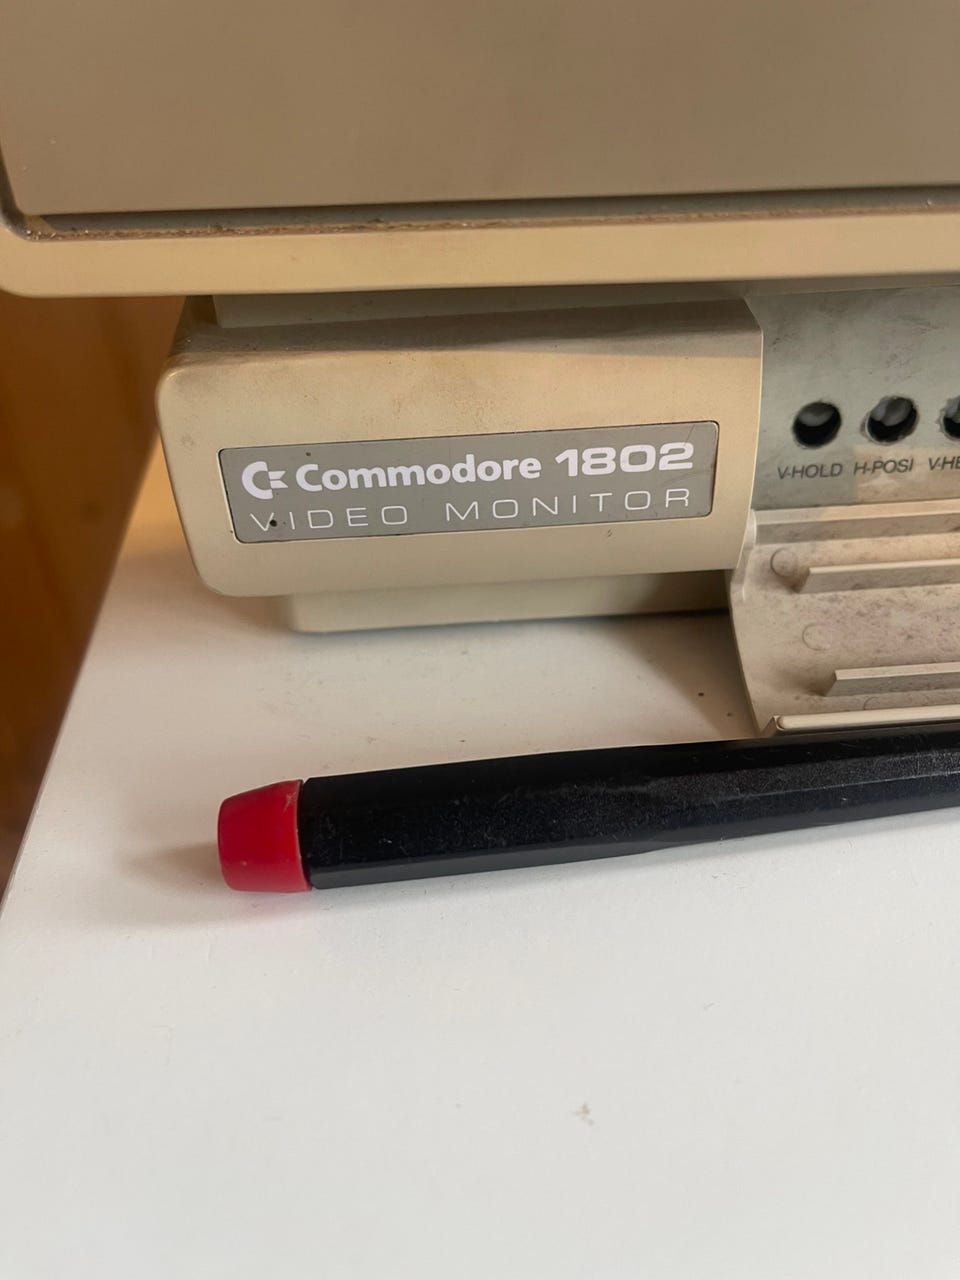 Commodore 1802
VIDEO MONITOR
V-HOLD H-POSI